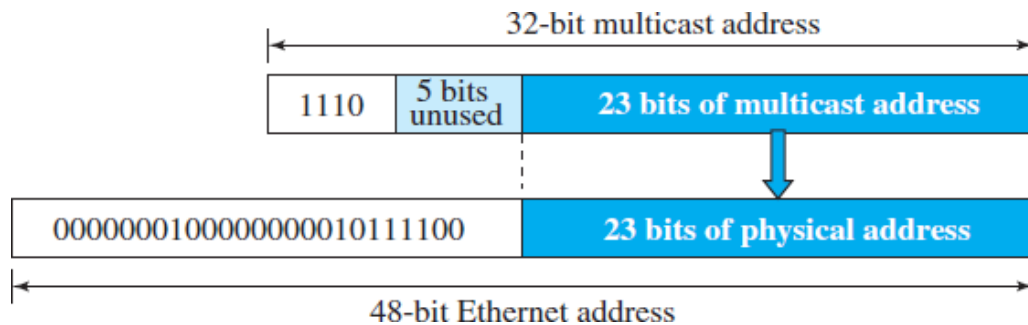 32-bit multicast address
1110
5 bits
unused
23 bits of multicast address
0000000100000000010111100
23 bits of physical address
48-bit Ethernet address